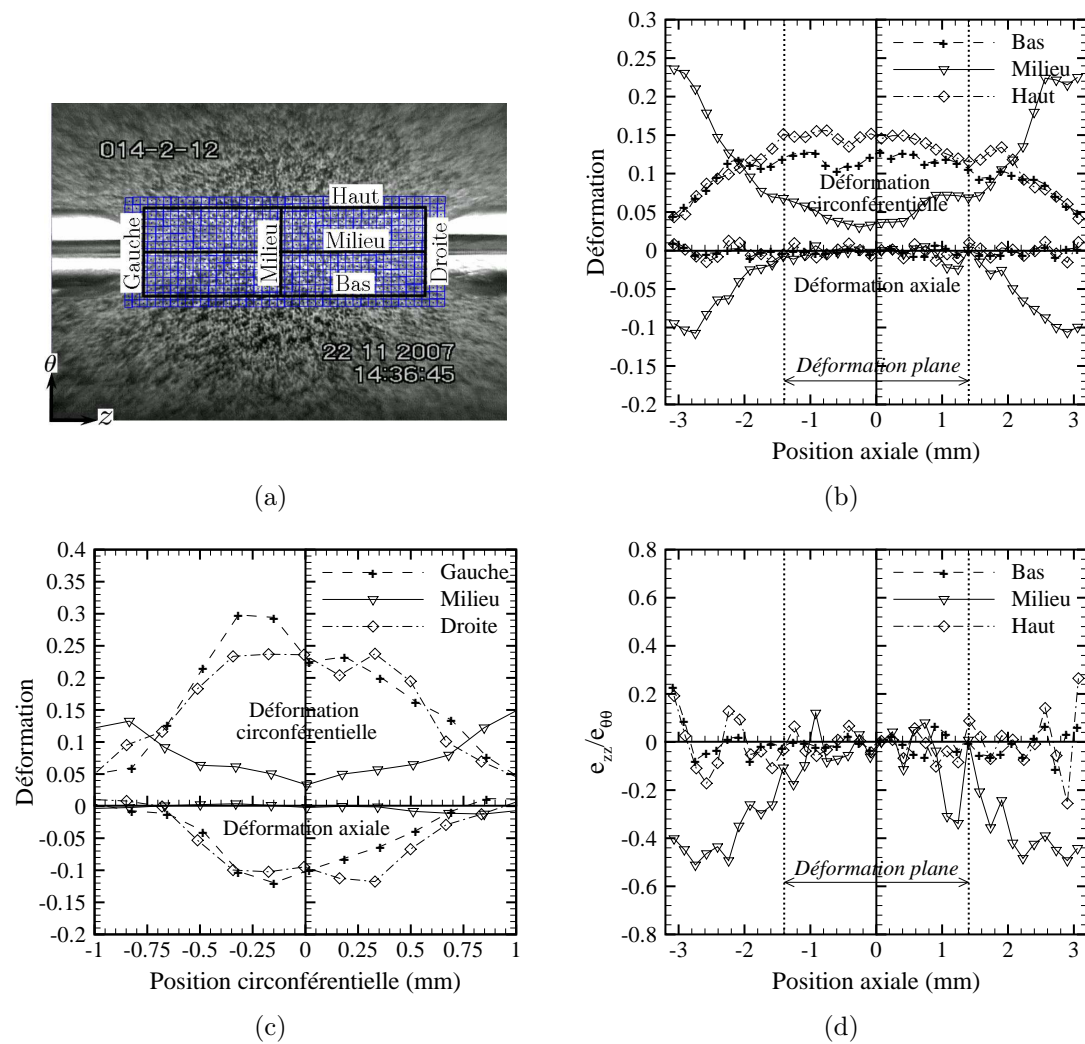 014-2-12
Haut
Gauche
Milieu
Milieu
Droite
Bas
22 11 2007
14:36:45
θ
z
(a)
0.3
0.25
0.2
0.15
0.1
0.05
0
-0.05
-0.1
-0.15
-0.2
Déformation
Bas
Milieu
Haut
Déformation
circonférentielle
Déformation axiale
Déformation plane
-3 -2 -1 0 1 2 3
Position axiale (mm)
(b)
0.4
0.35
0.3
0.25
0.2
0.15
0.1
0.05
0
-0.05
-0.1
-0.15
-0.2
Déformation
Gauche
Milieu
Droite
Déformation
circonférentielle
Déformation axiale
-1 -0.75 -0.5 -0.25 0 0.25 0.5 0.75 1
Position circonférentielle (mm)
(c)
0.8
0.6
0.4
0.2
0
-0.2
-0.4
-0.6
-0.8
e_zz/e_θθ
Bas
Milieu
Haut
Déformation plane
-3 -2 -1 0 1 2 3
Position axiale (mm)
(d)